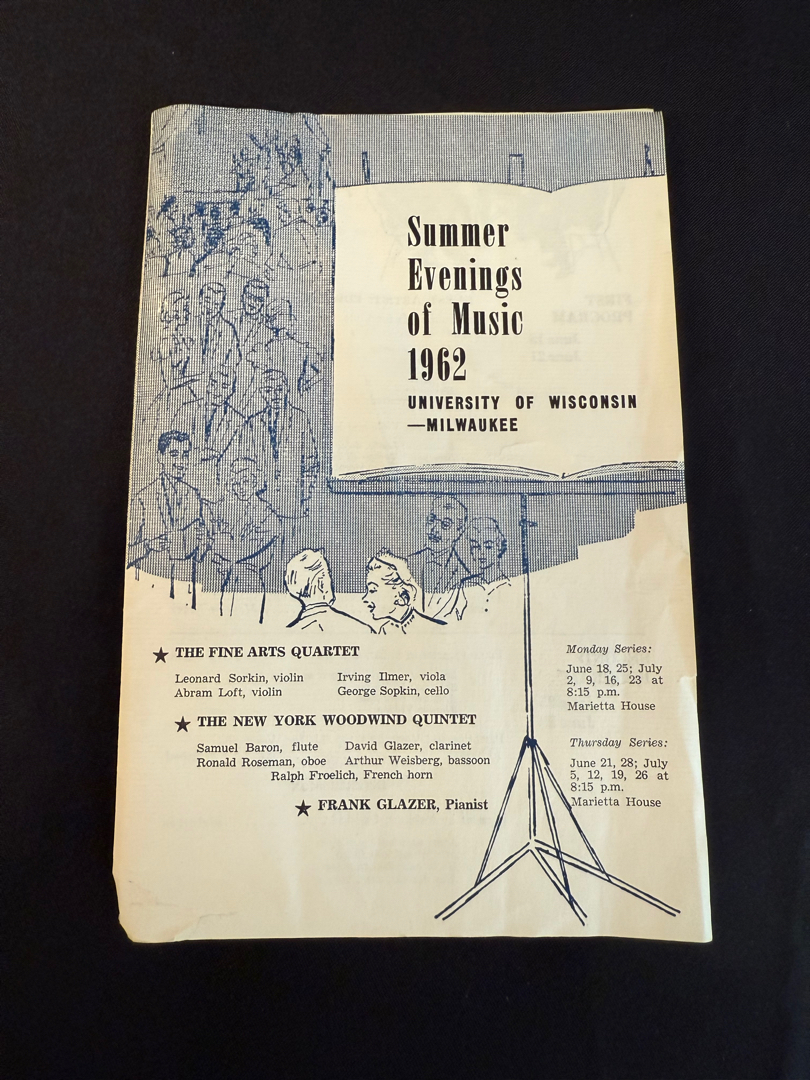 Summer
Evenings
of Music
1962
UNIVERSITY OF WISCONSIN
—MILWAUKEE
★ THE FINE ARTS QUARTET
Leonard Sorkin, violin Irving Ilmer, viola
Abram Loft, violin George Sopkin, cello
★ THE NEW YORK WOODWIND QUINTET
Samuel Baron, flute David Glazer, clarinet
Ronald Roseman, oboe Arthur Weisberg, bassoon
Ralph Froelich, French horn
★ FRANK GLAZER, Pianist
Monday Series:
June 18, 25; July
2, 9, 16, 23 at
8:15 p.m.
Marietta House
Thursday Series:
June 21, 28; July
5, 12, 19, 26 at
8:15 p.m.
Marietta House